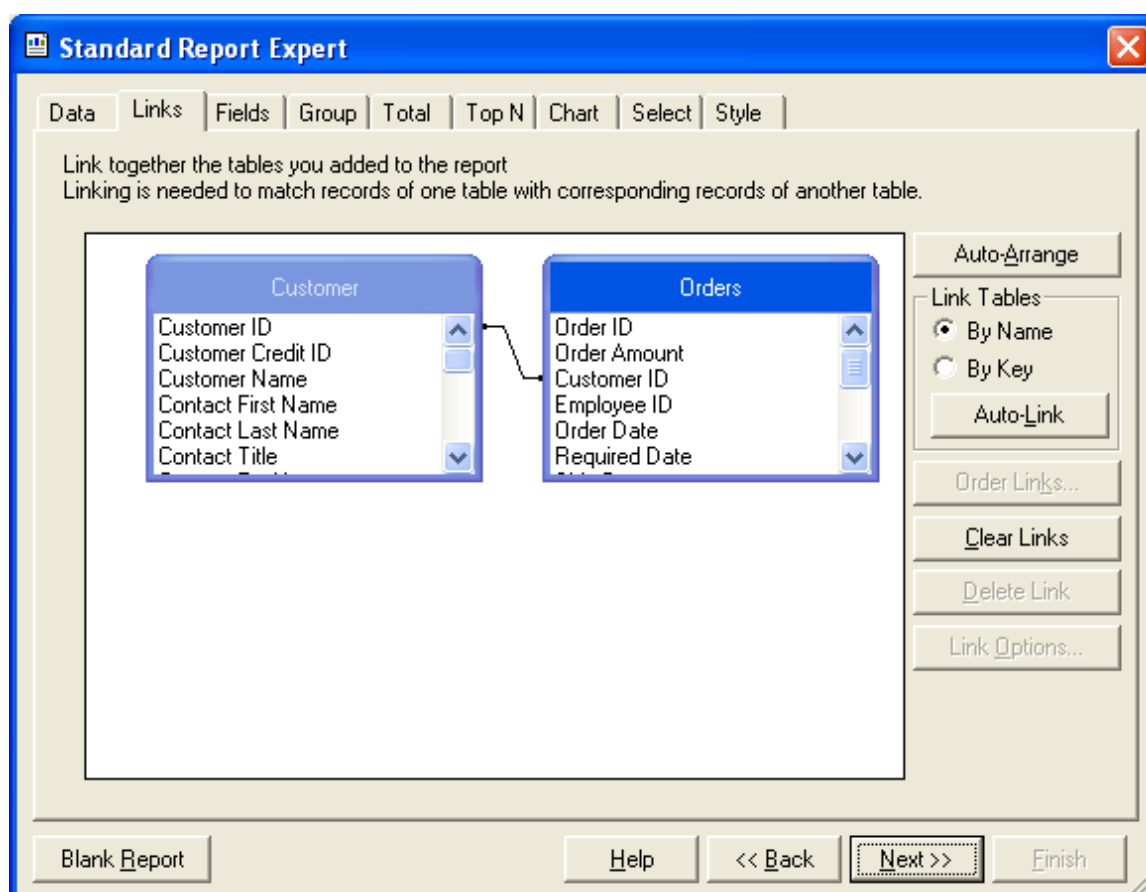 Standard Report Expert
Data Links Fields Group Total Top N Chart Select Style
Link together the tables you added to the report
Linking is needed to match records of one table with corresponding records of another table.
Customer
Customer ID
Customer Credit ID
Customer Name
Contact First Name
Contact Last Name
Contact Title
Orders
Order ID
Order Amount
Customer ID
Employee ID
Order Date
Required Date
Auto-Arrange
Link Tables
By Name
By Key
Auto-Link
Order Links...
Clear Links
Delete Link
Link Options...
Blank Report Help << Back Next >> Finish